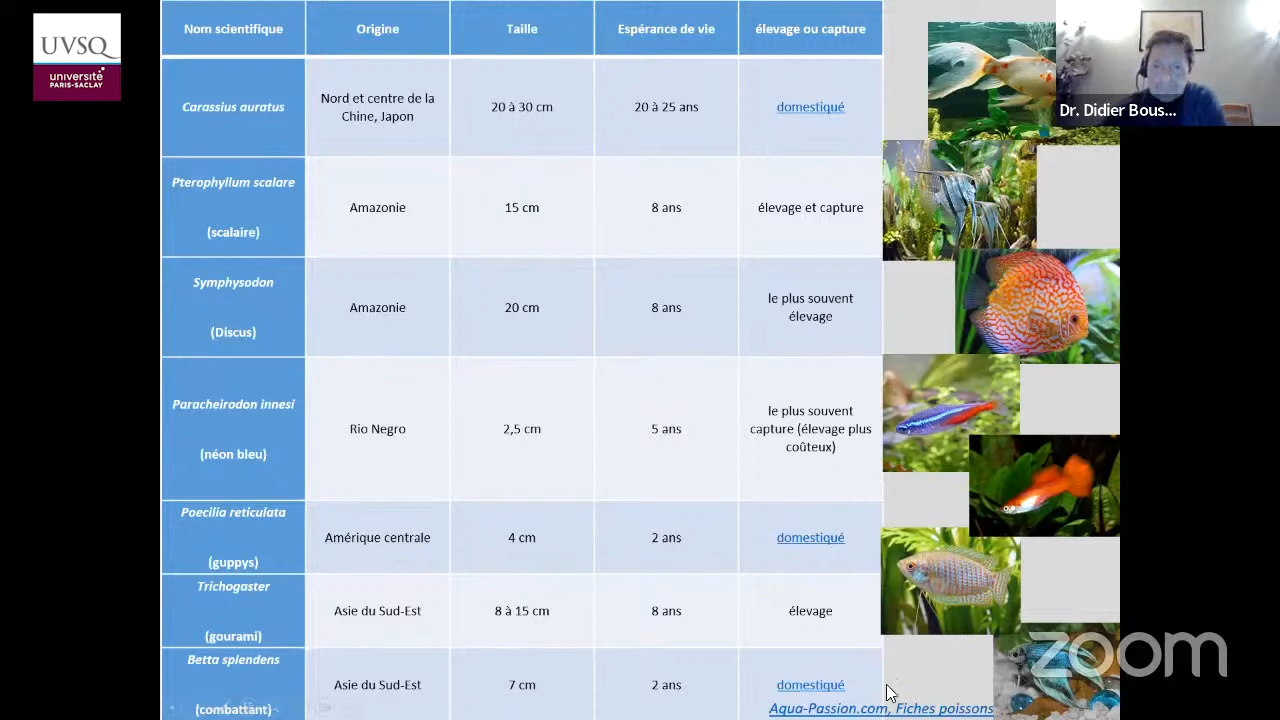 UVSQ
université
PARIS-SACLAY
Nom scientifique
Origine
Taille
Espérance de vie
élevage ou capture
Carassius auratus
Nord et centre de la
Chine, Japon
20 à 30 cm
20 à 25 ans
domestiqué
Pterophyllum scalare
(scalaire)
Amazonie
15 cm
8 ans
élevage et capture
Symphysodon
(Discus)
Amazonie
20 cm
8 ans
le plus souvent
élevage
Paracheirodon innesi
(néon bleu)
Rio Negro
2,5 cm
5 ans
le plus souvent
capture (élevage plus
coûteux)
Poecilia reticulata
(guppys)
Amérique centrale
4 cm
2 ans
domestiqué
Trichogaster
(gourami)
Asie du Sud-Est
8 à 15 cm
8 ans
élevage
Betta splendens
(combattant)
Asie du Sud-Est
7 cm
2 ans
domestiqué
Aqua-Passion.com, Fiches poissons
Dr. Didier Bous...
zoom